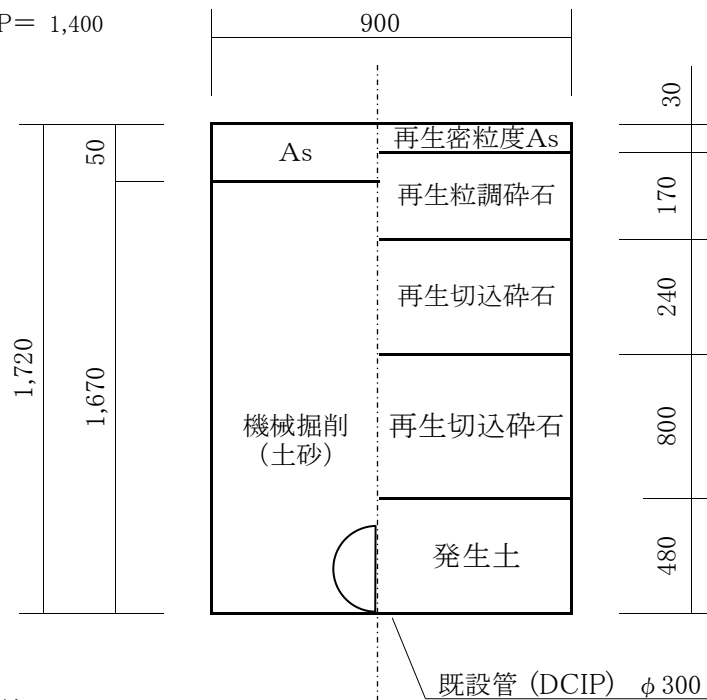 P= 1,400
900
30
50
As
再生密粒度As
170
再生粒調砕石
240
再生切込砕石
1,720
1,670
機械掘削
（土砂）
再生切込砕石
800
発生土
480
既設管 (DCIP) φ300